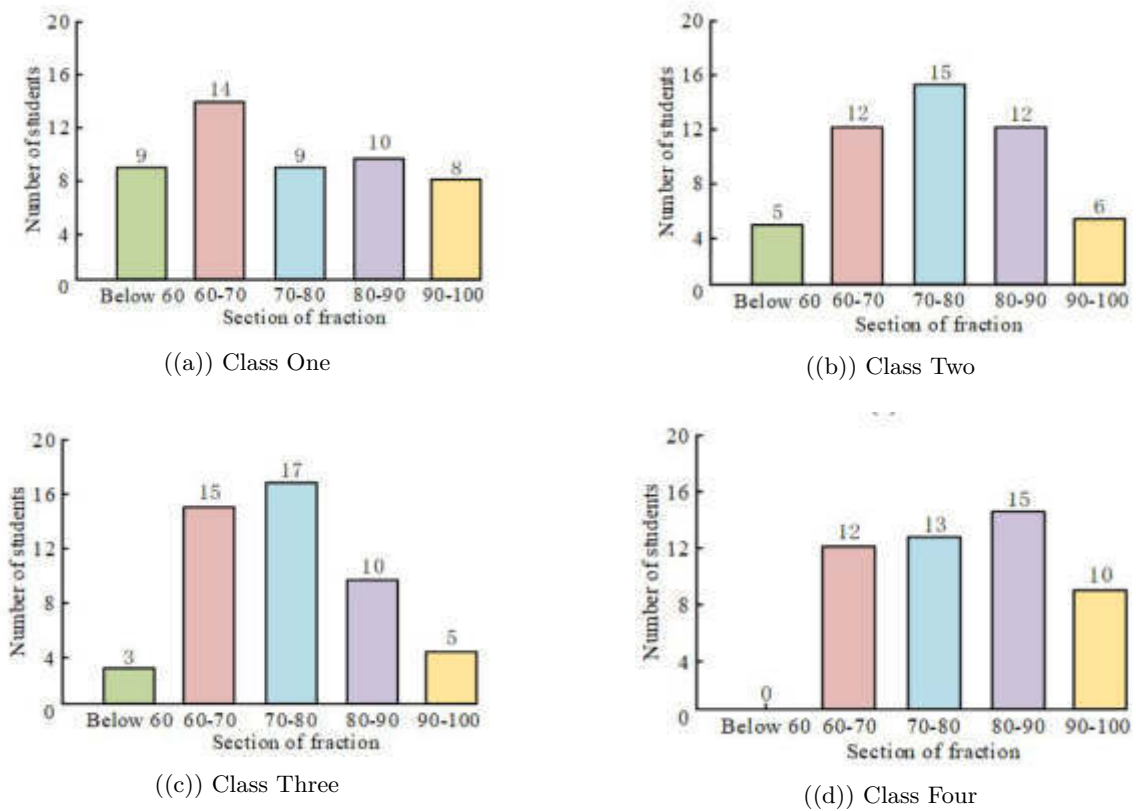 20
16
12
8
4
0
Number of students
9
14
9
10
8
Below 60 60-70 70-80 80-90 90-100
Section of fraction
((a)) Class One
20
16
12
8
4
0
Number of students
5
12
15
12
6
Below 60 60-70 70-80 80-90 90-100
Section of fraction
((b)) Class Two
20
16
12
8
4
0
Number of students
3
15
17
10
5
Below 60 60-70 70-80 80-90 90-100
Section of fraction
((c)) Class Three
20
16
12
8
4
0
Number of students
0
12
13
15
10
Below 60 60-70 70-80 80-90 90-100
Section of fraction
((d)) Class Four